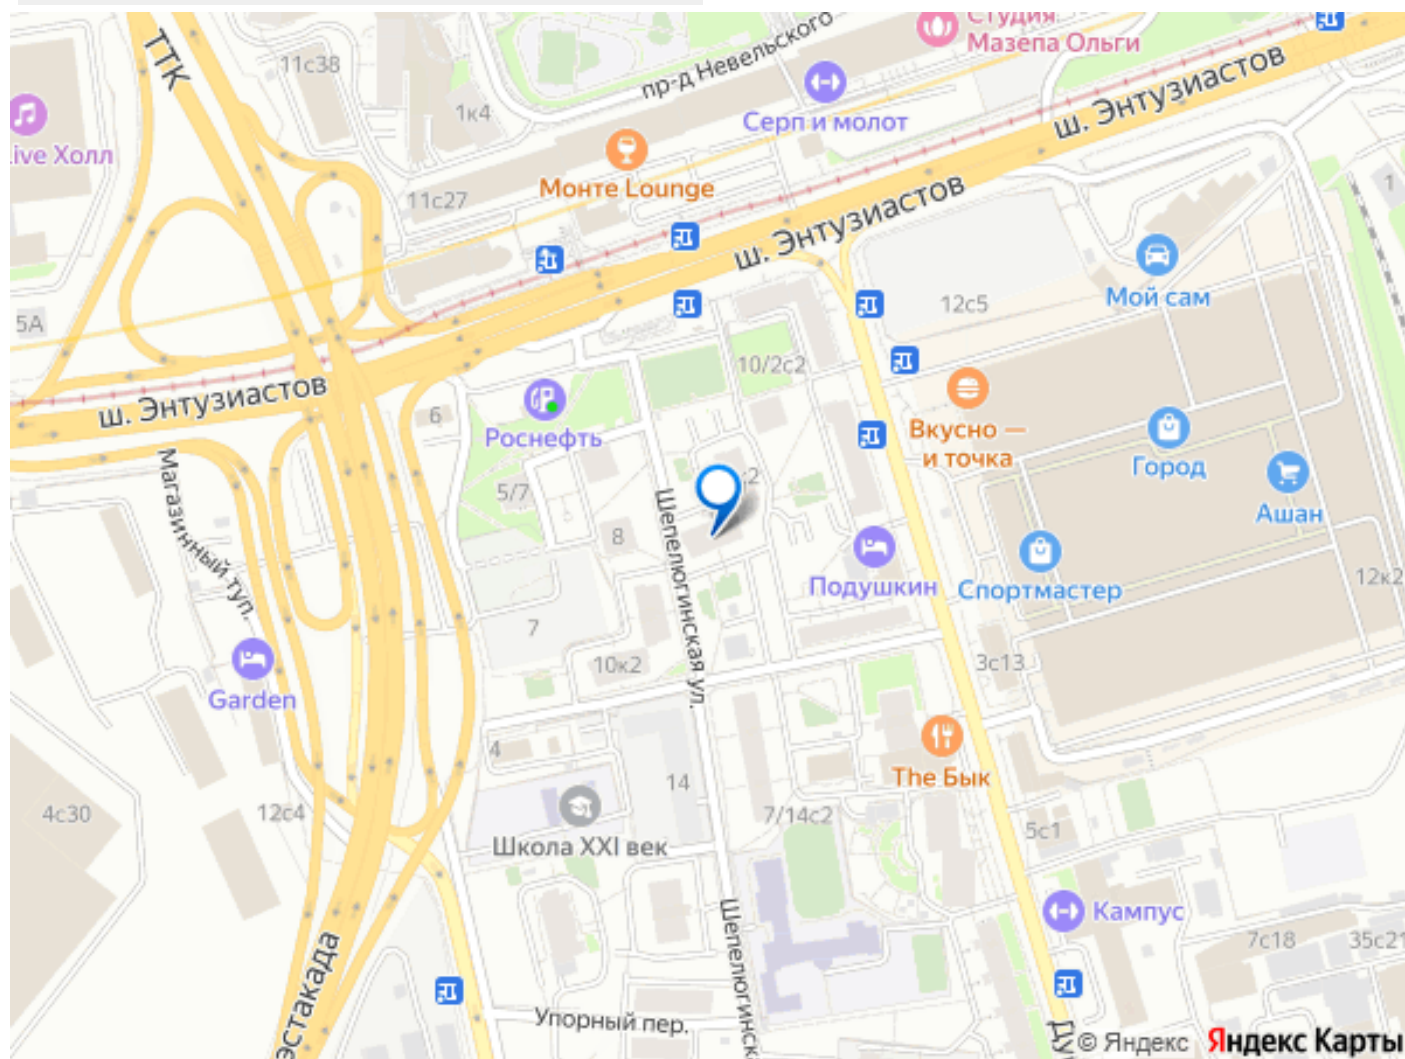 Студия
Мазепа Ольги
ТТК
11с38
пр-д Невельского
ш. Энтузиастов
1к4
Серп и молот
Live Холл
Монте Lounge
11с27
ш. Энтузиастов
1
Мой сам
12с5
5А
10/2с2
ш. Энтузиастов
6
Роснефть
Вкусно —
и точка
Город
Магазинный туп.
5/7
Шепелюгинская ул.
Ашан
8
Подушкин
Спортмастер
12к2
7
10к2
3с13
Garden
4
The Бык
14
4с30
12с4
7/14с2
5с1
Школа XXI век
Шепелюгинск
Кампус
7с18
35с21
эстакада
Упорный пер.
© Яндекс Яндекс Карты